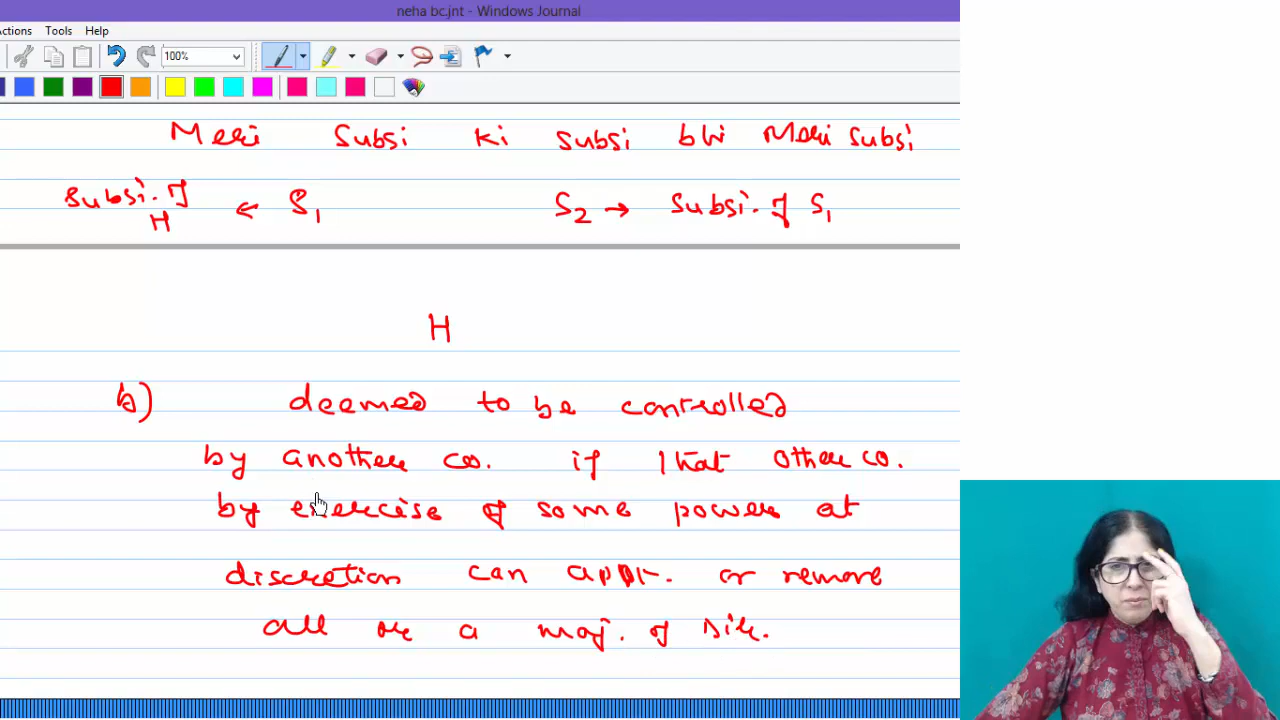 neha bc.jnt - Windows Journal
Actions Tools Help
100%
Meri Subsi ki subsi bhi Meri Subsi
Subsi. of H ← S1 S2 → Subsi. of S1
H
b) deemed to be controlled
by another co. if that other co.
by exercise of some power at
discretion can appt. or remove
all or a maj. of Dir.